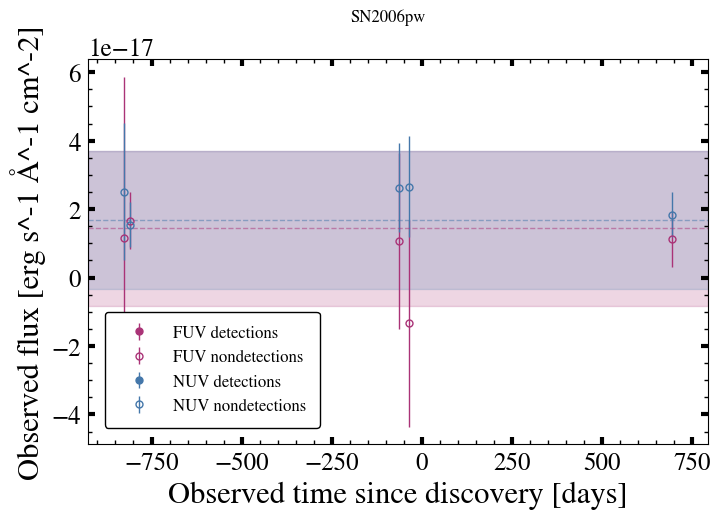 SN2006pw
1e−17
6
4
2
0
−2
−4
Observed flux [erg s^-1 Å^-1 cm^-2]
FUV detections
FUV nondetections
NUV detections
NUV nondetections
−750 −500 −250 0 250 500 750
Observed time since discovery [days]